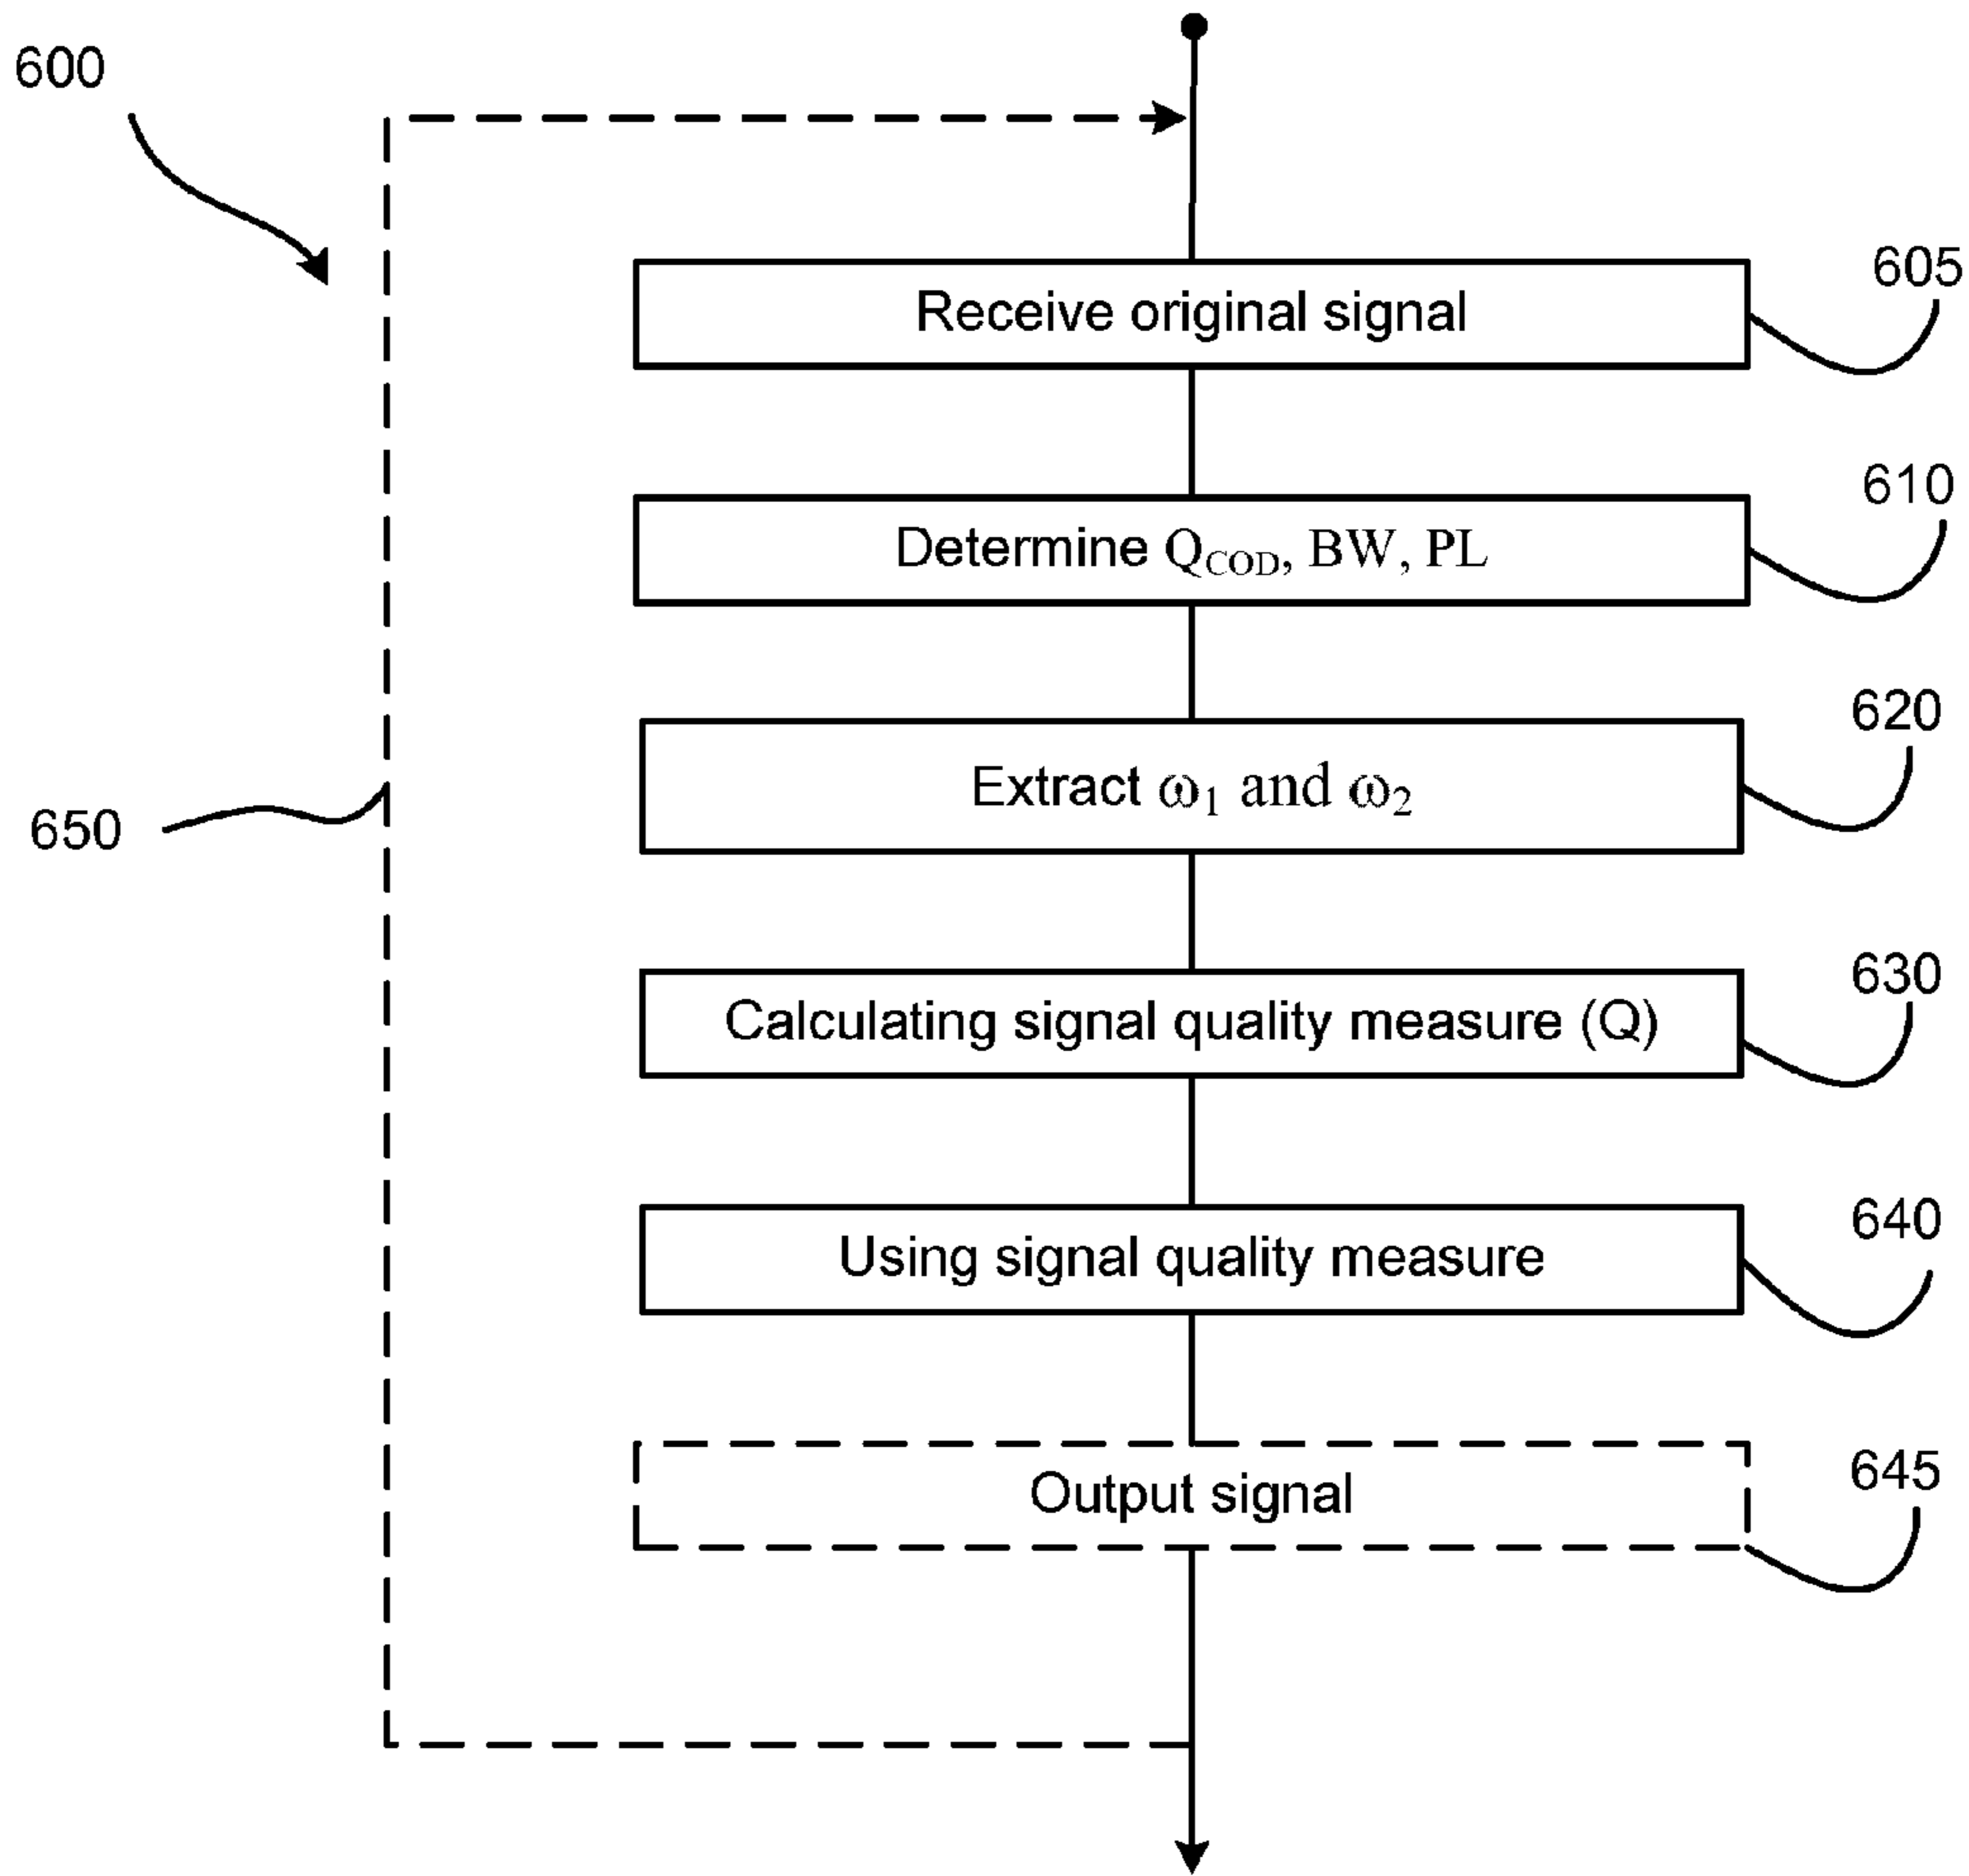 600
605
Receive original signal
610
Determine Q_COD, BW, PL
620
Extract ω₁ and ω₂
650
630
Calculating signal quality measure (Q)
640
Using signal quality measure
645
Output signal